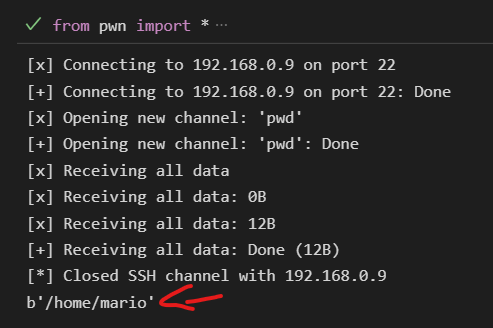 from pwn import * ...
[x] Connecting to 192.168.0.9 on port 22
[+] Connecting to 192.168.0.9 on port 22: Done
[x] Opening new channel: 'pwd'
[+] Opening new channel: 'pwd': Done
[x] Receiving all data
[x] Receiving all data: 0B
[x] Receiving all data: 12B
[+] Receiving all data: Done (12B)
[*] Closed SSH channel with 192.168.0.9
b'/home/mario'